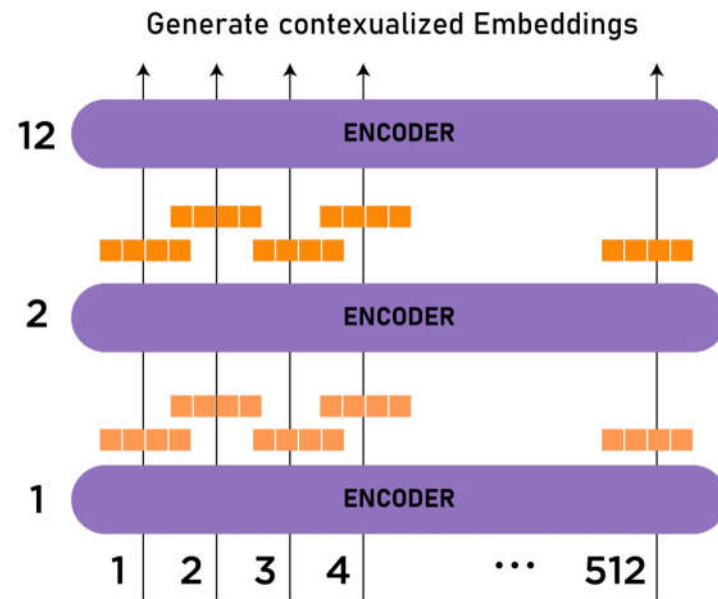 Generate contexualized Embeddings
12 ENCODER
2 ENCODER
1 ENCODER
1 2 3 4 ... 512